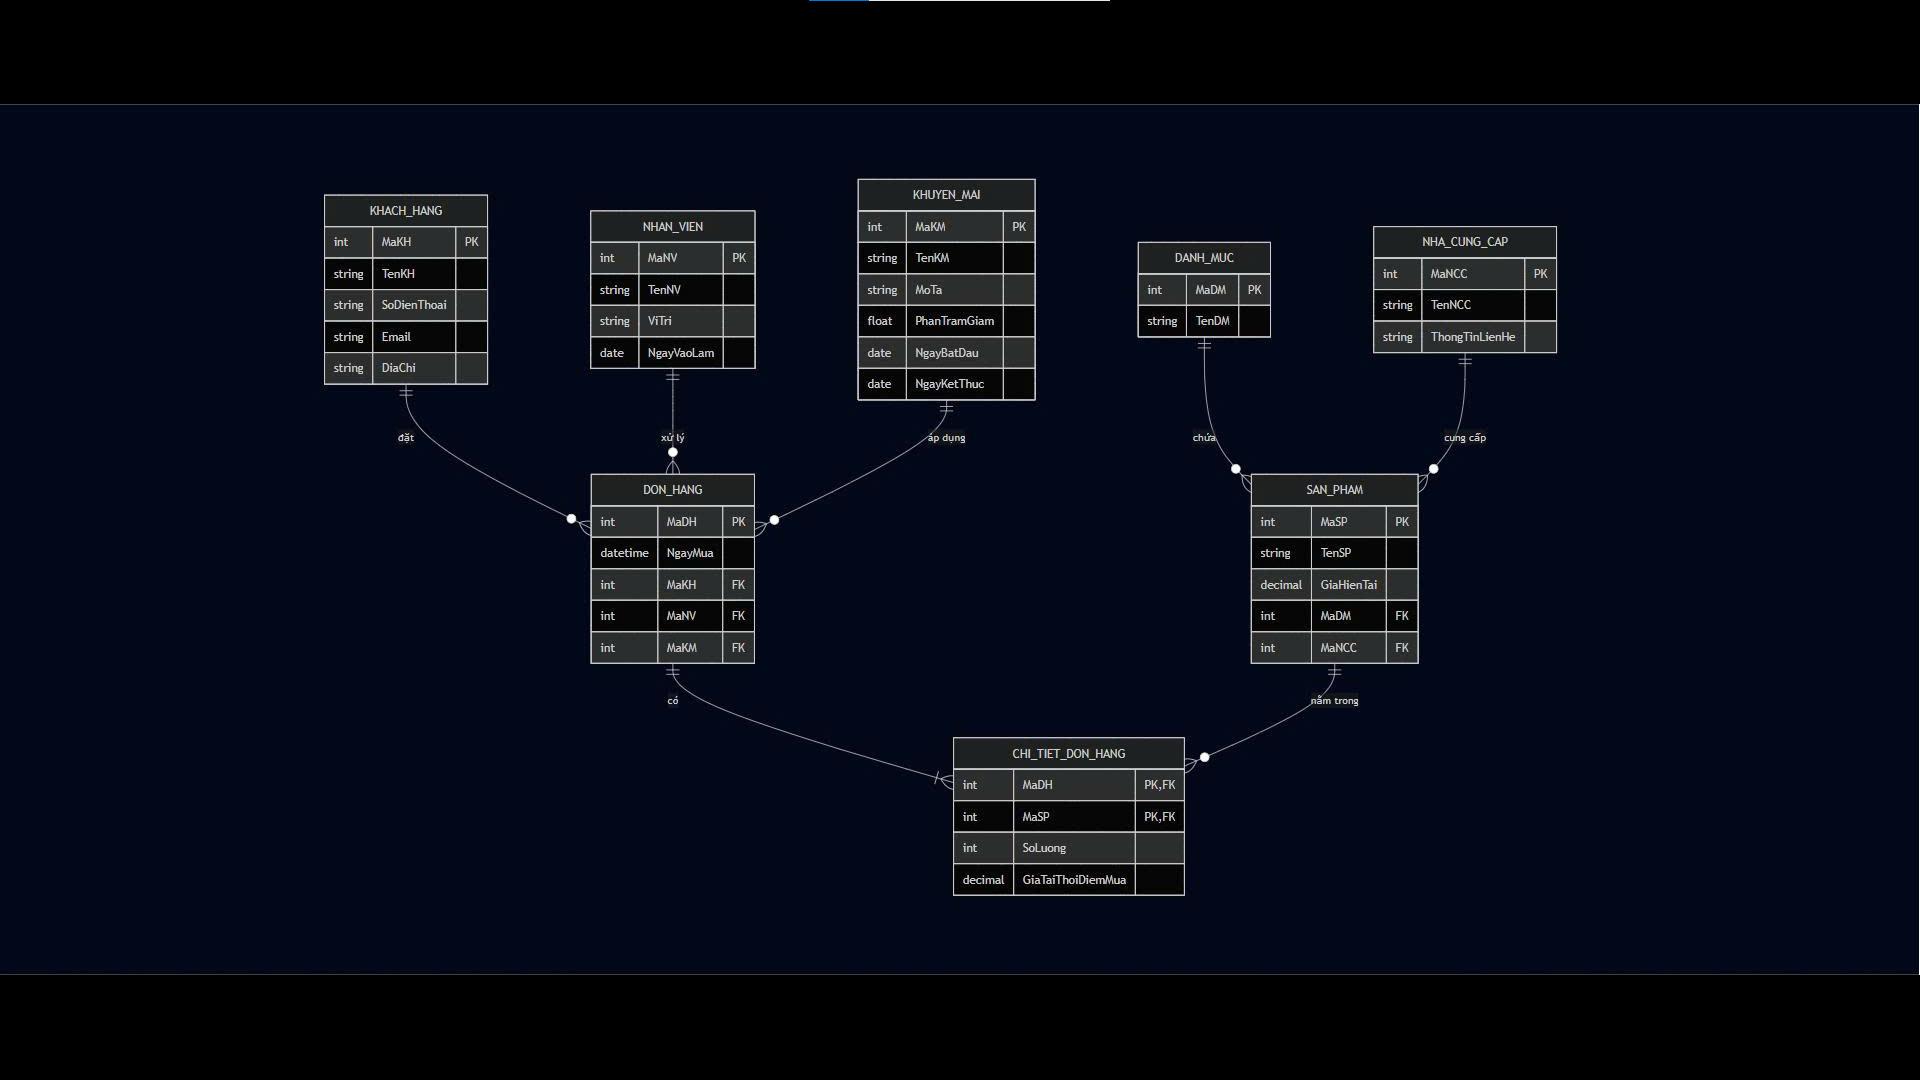 KHACH_HANG
int MaKH PK
string TenKH
string SoDienThoai
string Email
string DiaChi
NHAN_VIEN
int MaNV PK
string TenNV
string ViTri
date NgayVaoLam
KHUYEN_MAI
int MaKM PK
string TenKM
string MoTa
float PhanTramGiam
date NgayBatDau
date NgayKetThuc
DANH_MUC
int MaDM PK
string TenDM
NHA_CUNG_CAP
int MaNCC PK
string TenNCC
string ThongTinLienHe
đặt
xử lý
áp dụng
chứa
cung cấp
DON_HANG
int MaDH PK
datetime NgayMua
int MaKH FK
int MaNV FK
int MaKM FK
SAN_PHAM
int MaSP PK
string TenSP
decimal GiaHienTai
int MaDM FK
int MaNCC FK
có
nằm trong
CHI_TIET_DON_HANG
int MaDH PK,FK
int MaSP PK,FK
int SoLuong
decimal GiaTaiThoiDiemMua